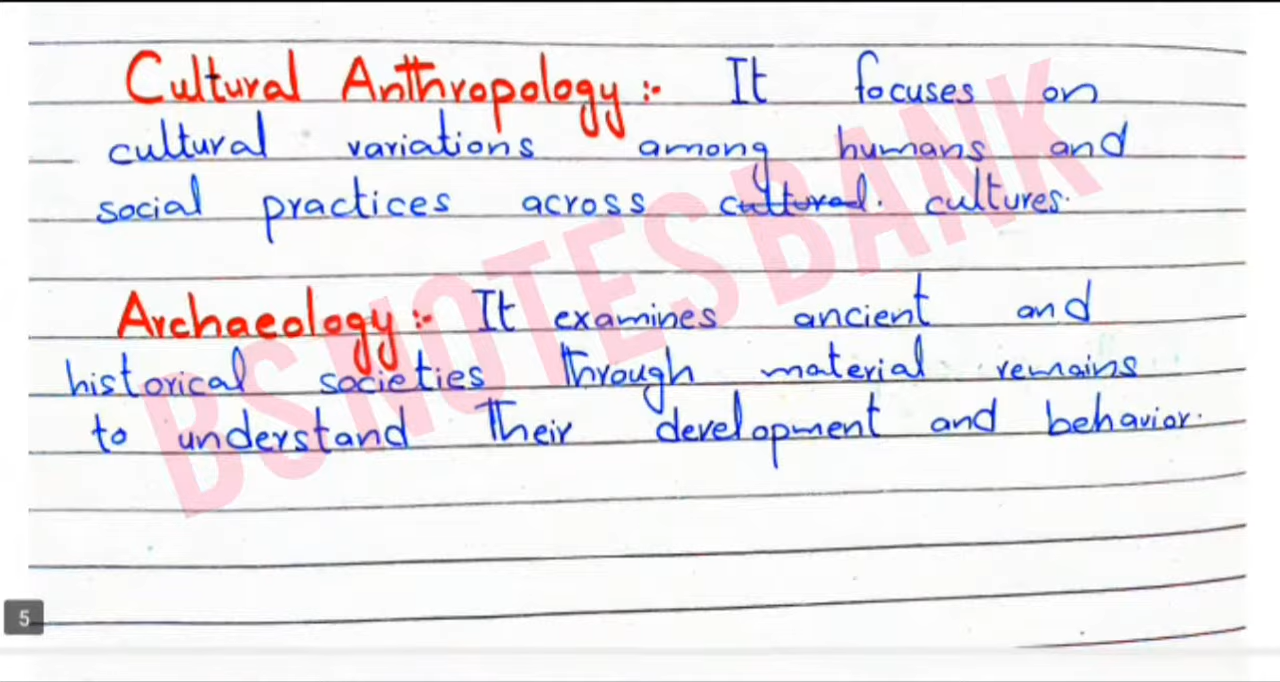 Cultural Anthropology :- It focuses on
cultural variations among humans and
social practices across cultural. cultures.
Archaeology :- It examines ancient and
historical societies through material remains
to understand their development and behavior.
BSNOTESBANK
5